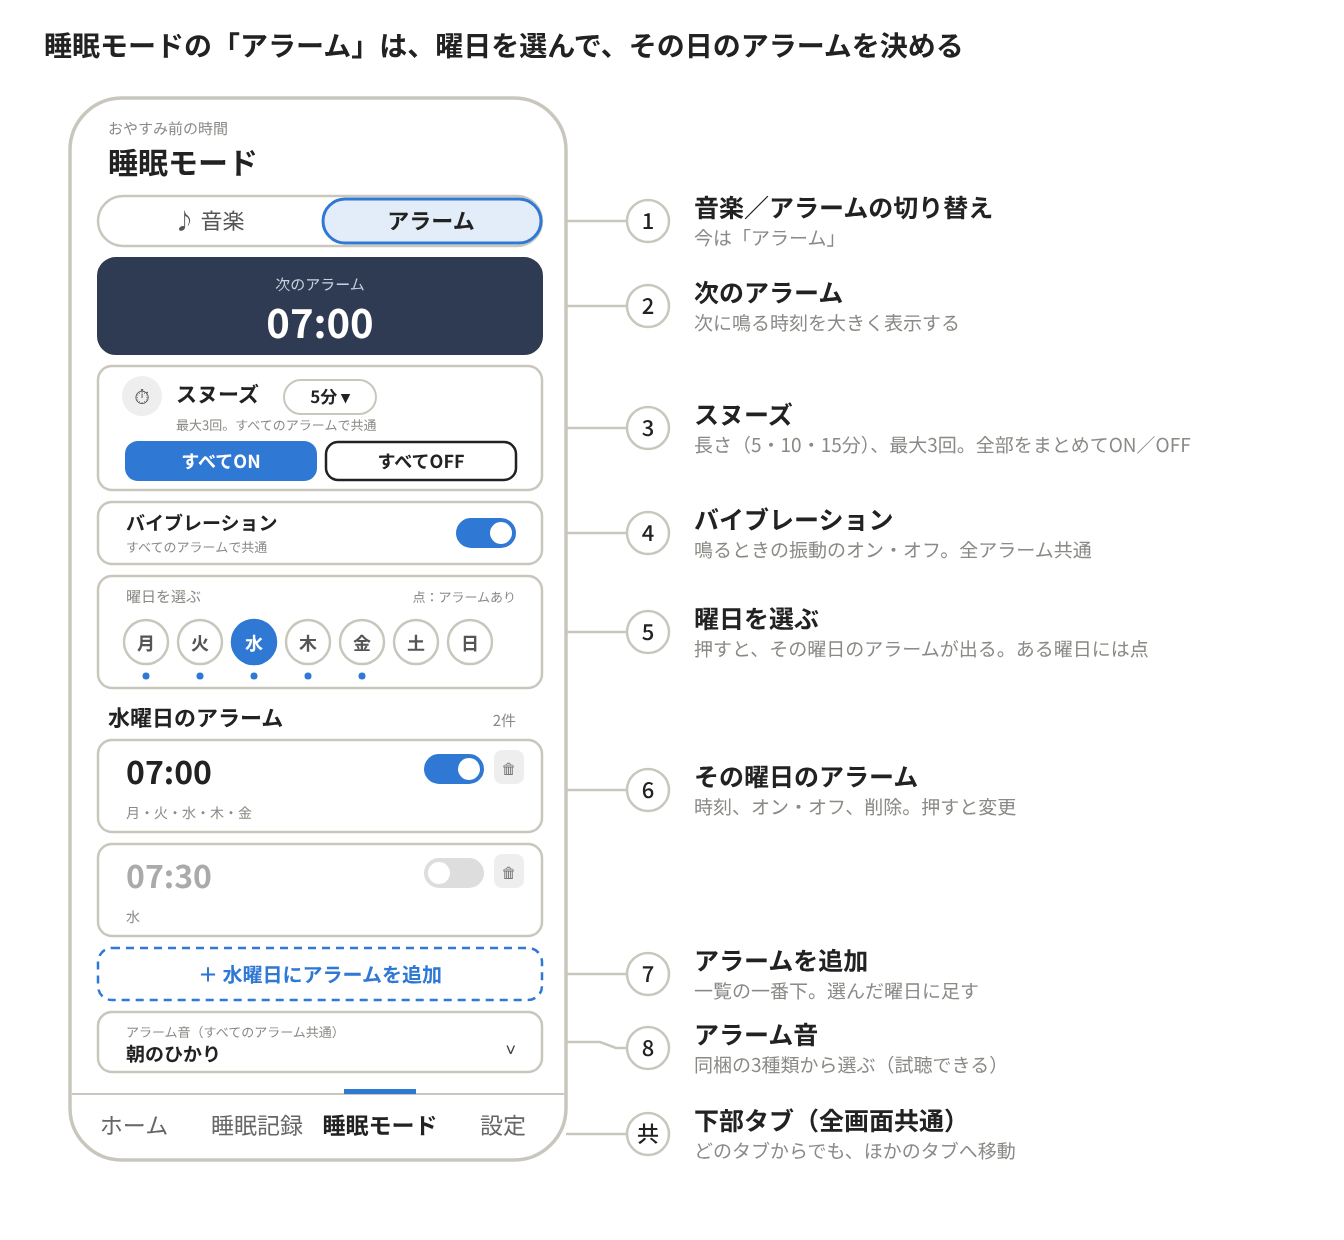 睡眠モードの「アラーム」は、曜日を選んで、その日のアラームを決める
おやすみ前の時間
睡眠モード
♪ 音楽
アラーム
次のアラーム
07:00
スヌーズ
5分▼
最大3回。すべてのアラームで共通
すべてON
すべてOFF
バイブレーション
すべてのアラームで共通
曜日を選ぶ
点：アラームあり
月 火 水 木 金 土 日
水曜日のアラーム
2件
07:00
月・火・水・木・金
07:30
水
＋ 水曜日にアラームを追加
アラーム音（すべてのアラーム共通）
朝のひかり
ホーム
睡眠記録
睡眠モード
設定
1
音楽／アラームの切り替え
今は「アラーム」
2
次のアラーム
次に鳴る時刻を大きく表示する
3
スヌーズ
長さ（5・10・15分）、最大3回。全部をまとめてON／OFF
4
バイブレーション
鳴るときの振動のオン・オフ。全アラーム共通
5
曜日を選ぶ
押すと、その曜日のアラームが出る。ある曜日には点
6
その曜日のアラーム
時刻、オン・オフ、削除。押すと変更
7
アラームを追加
一覧の一番下。選んだ曜日に足す
8
アラーム音
同梱の3種類から選ぶ（試聴できる）
共
下部タブ（全画面共通）
どのタブからでも、ほかのタブへ移動